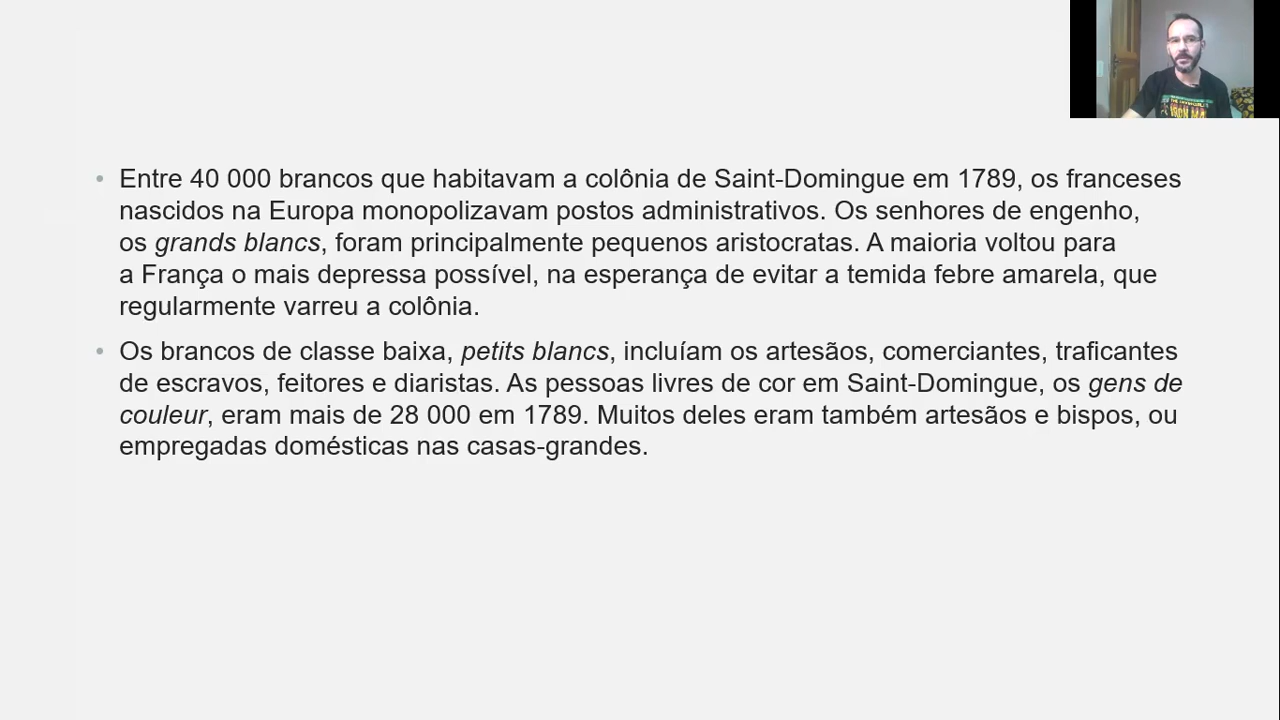 Entre 40 000 brancos que habitavam a colônia de Saint-Domingue em 1789, os franceses
nascidos na Europa monopolizavam postos administrativos. Os senhores de engenho,
os grands blancs, foram principalmente pequenos aristocratas. A maioria voltou para
a França o mais depressa possível, na esperança de evitar a temida febre amarela, que
regularmente varreu a colônia.
Os brancos de classe baixa, petits blancs, incluíam os artesãos, comerciantes, traficantes
de escravos, feitores e diaristas. As pessoas livres de cor em Saint-Domingue, os gens de
couleur, eram mais de 28 000 em 1789. Muitos deles eram também artesãos e bispos, ou
empregadas domésticas nas casas-grandes.